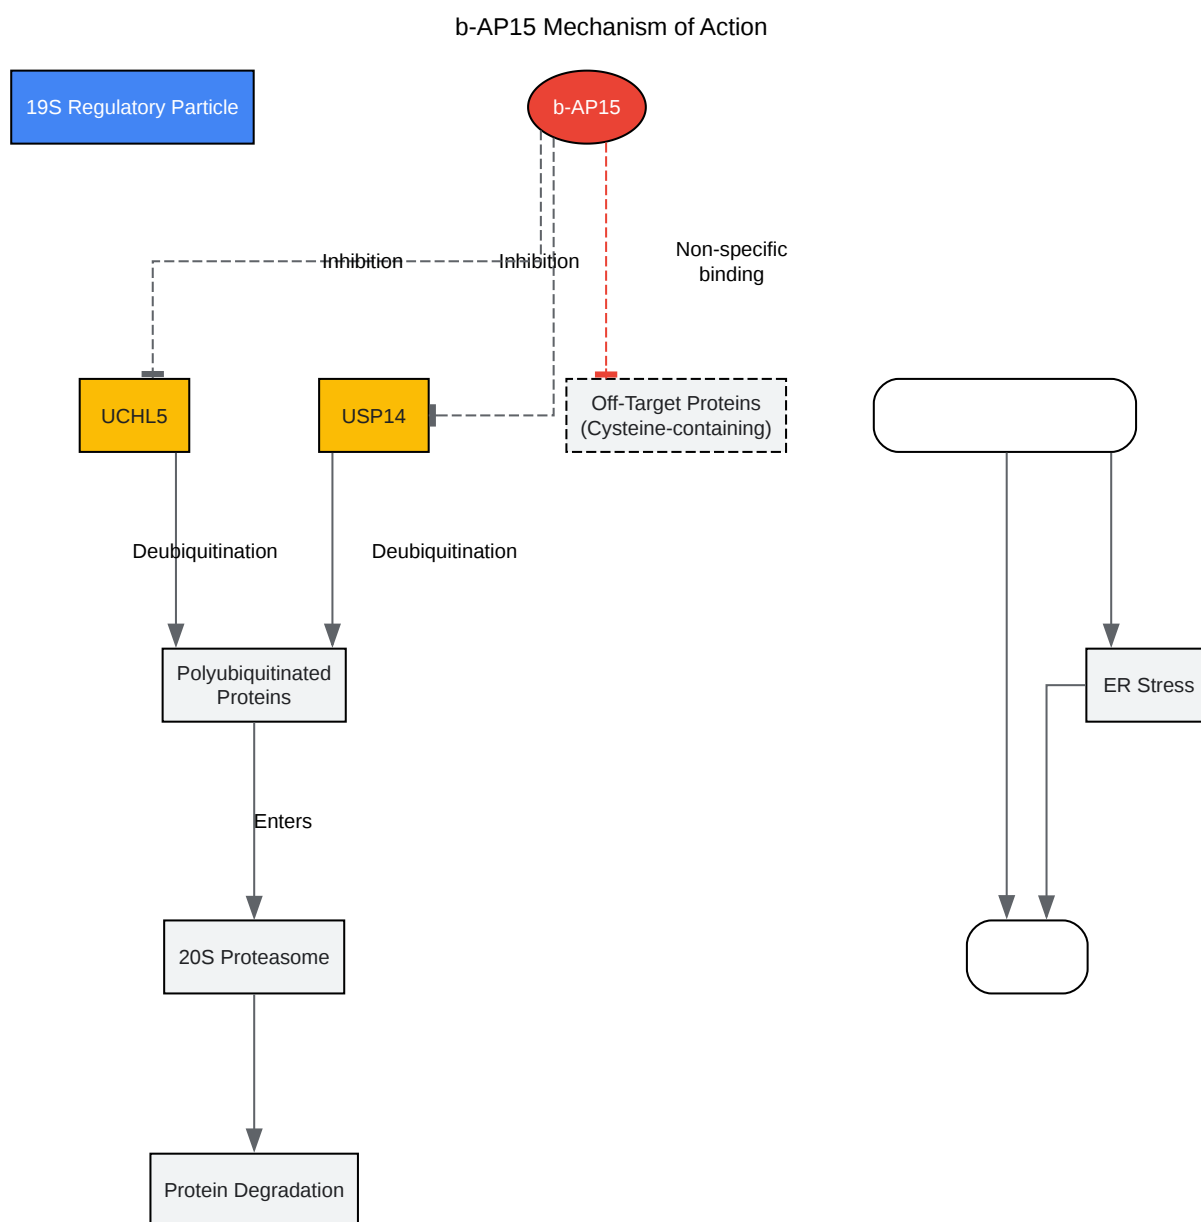 b-AP15 Mechanism of Action
19S Regulatory Particle
b-AP15
Inhibition
Inhibition
Non-specific
binding
UCHL5
USP14
Off-Target Proteins
(Cysteine-containing)
Deubiquitination
Deubiquitination
Polyubiquitinated
Proteins
ER Stress
Enters
20S Proteasome
Protein Degradation